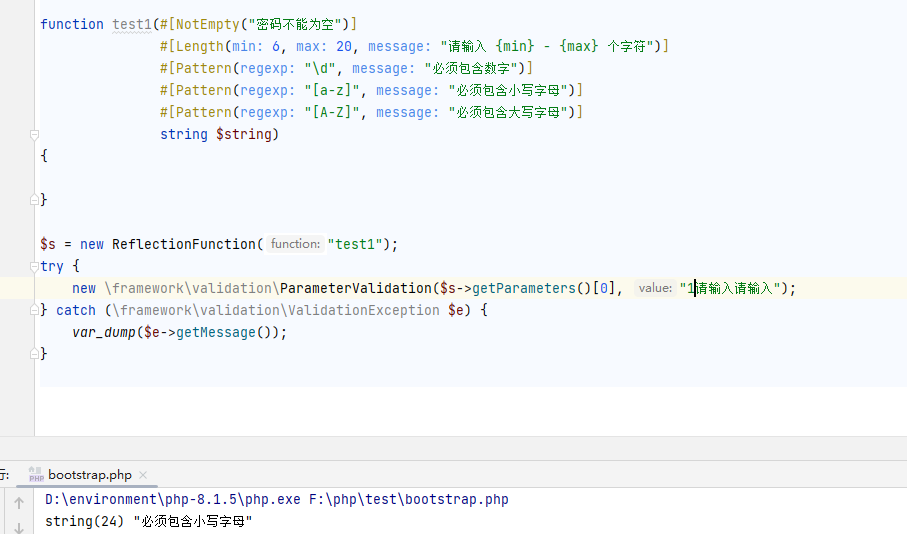 function test1(#[NotEmpty("密码不能为空")]
#[Length(min: 6, max: 20, message: "请输入 {min} - {max} 个字符")]
#[Pattern(regexp: "\d", message: "必须包含数字")]
#[Pattern(regexp: "[a-z]", message: "必须包含小写字母")]
#[Pattern(regexp: "[A-Z]", message: "必须包含大写字母")]
string $string)
{
}
$s = new ReflectionFunction( function: "test1");
try {
new \framework\validation\ParameterValidation($s->getParameters()[0], value: "1请输入请输入");
} catch (\framework\validation\ValidationException $e) {
var_dump($e->getMessage());
}
行: bootstrap.php ×
D:\environment\php-8.1.5\php.exe F:\php\test\bootstrap.php
string(24) "必须包含小写字母"